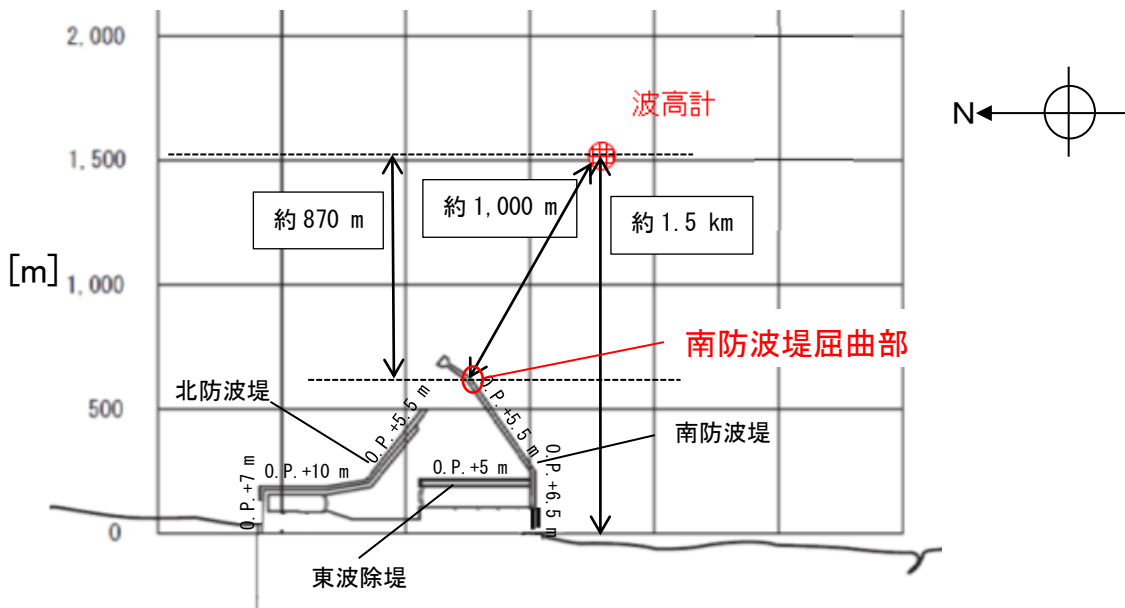 2,000
波高計
N
1,500
約 870 m
約 1,000 m
約 1.5 km
[m]
1,000
南防波堤屈曲部
北防波堤
500
O.P.+5.5 m
O.P.+5.5 m
南防波堤
O.P.+7 m
O.P.+10 m
O.P.+5 m
O.P.+6.5 m
0
東波除堤